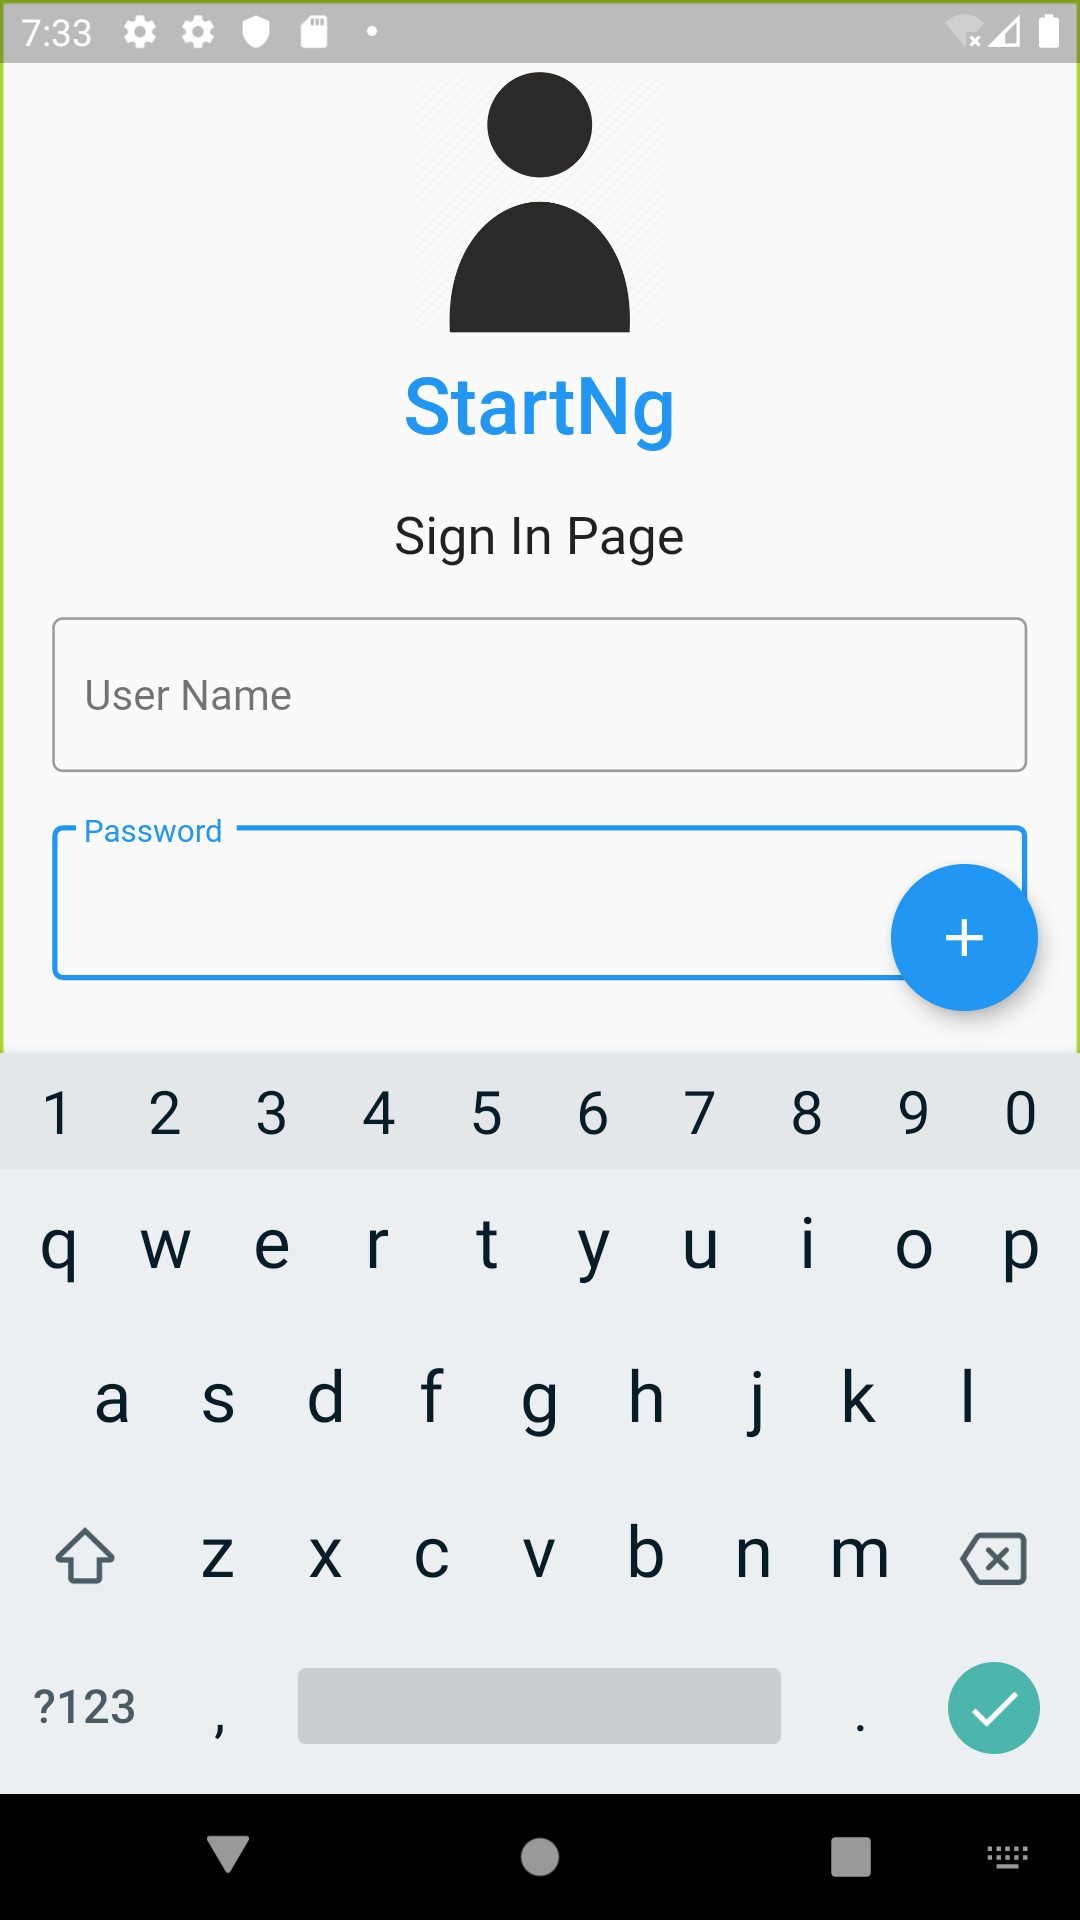 7:33
StartNg
Sign In Page
User Name
Password
1 2 3 4 5 6 7 8 9 0
q w e r t y u i o p
a s d f g h j k l
z x c v b n m
?123 , .